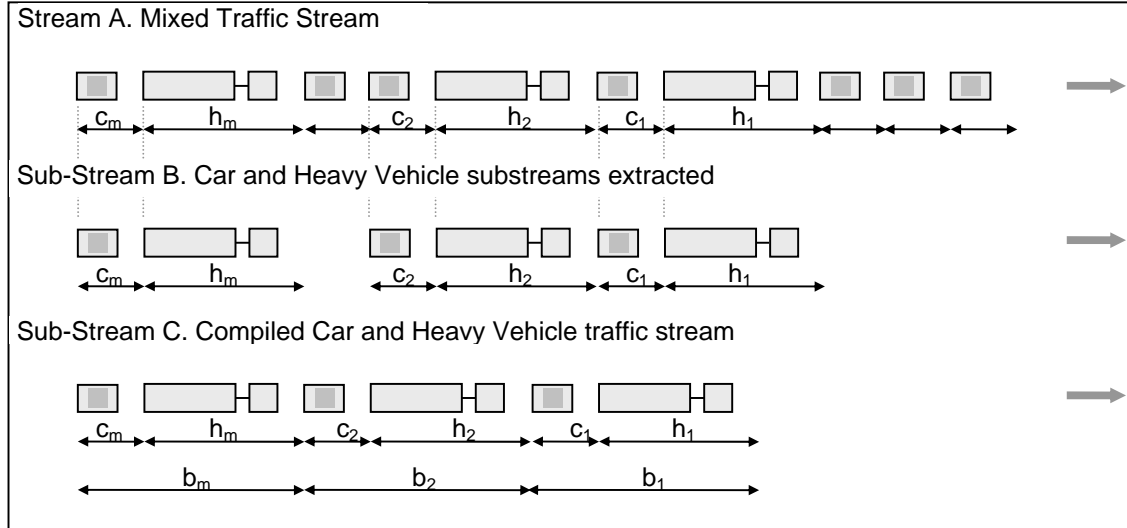 Stream A. Mixed Traffic Stream
cm hm c2 h2 c1 h1
Sub-Stream B. Car and Heavy Vehicle substreams extracted
cm hm c2 h2 c1 h1
Sub-Stream C. Compiled Car and Heavy Vehicle traffic stream
cm hm c2 h2 c1 h1
bm b2 b1